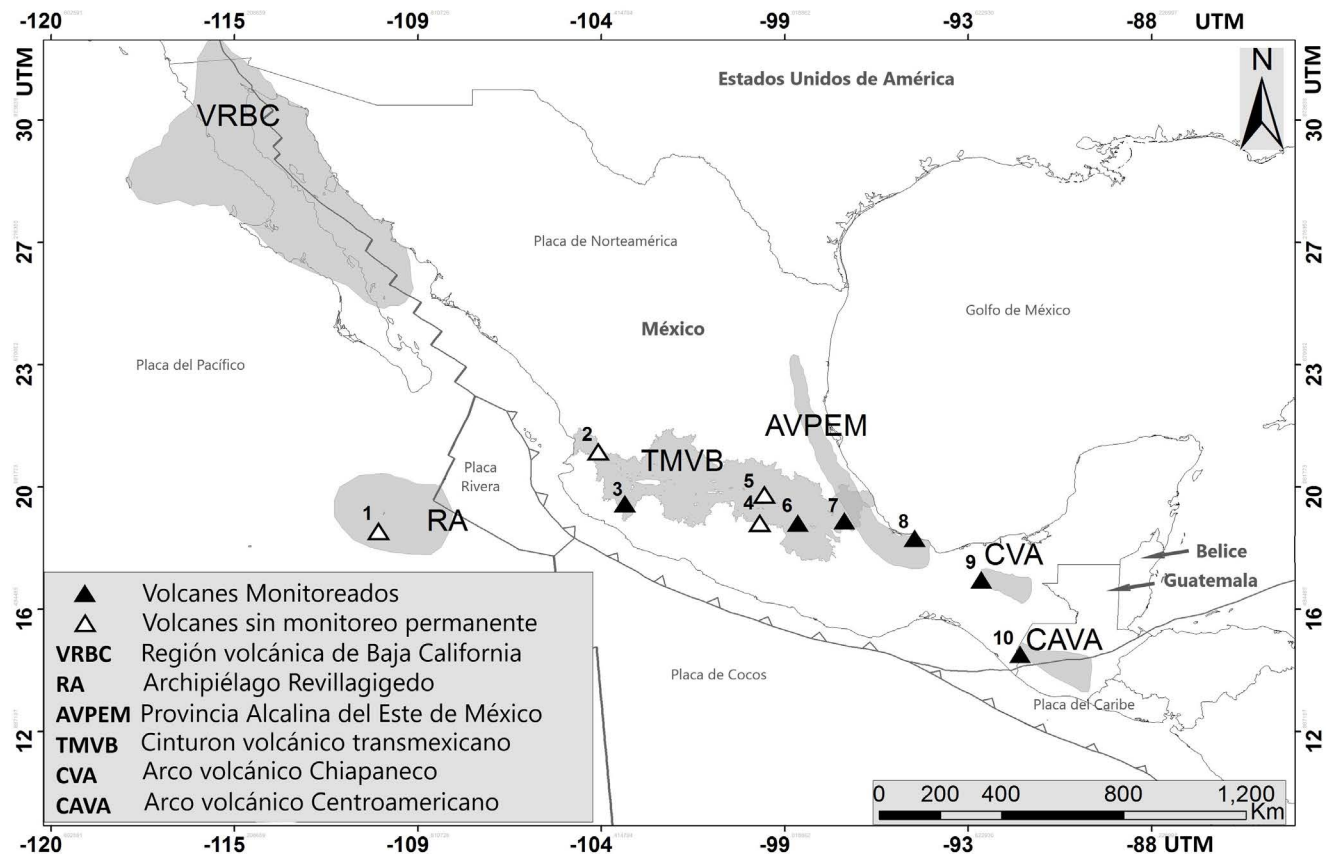 -120 -115 -109 -104 -99 -93 -88 UTM
UTM
UTM
N
Estados Unidos de América
VRBC
30
30
27
27
Placa de Norteamérica
Golfo de México
México
Placa del Pacífico
23
23
AVPEM
2
TMVB
Placa
Rivera
20
20
3
5
4
6
7
8
1
RA
9
CVA
Belice
Guatemala
16
16
10
CAVA
Placa de Cocos
Placa del Caribe
12
12
Volcanes Monitoreados
Volcanes sin monitoreo permanente
VRBC Región volcánica de Baja California
RA Archipiélago Revillagigedo
AVPEM Provincia Alcalina del Este de México
TMVB Cinturon volcánico transmexicano
CVA Arco volcánico Chiapaneco
CAVA Arco volcánico Centroamericano
0 200 400 800 1,200
Km
-120 -115 -109 -104 -99 -93 -88 UTM